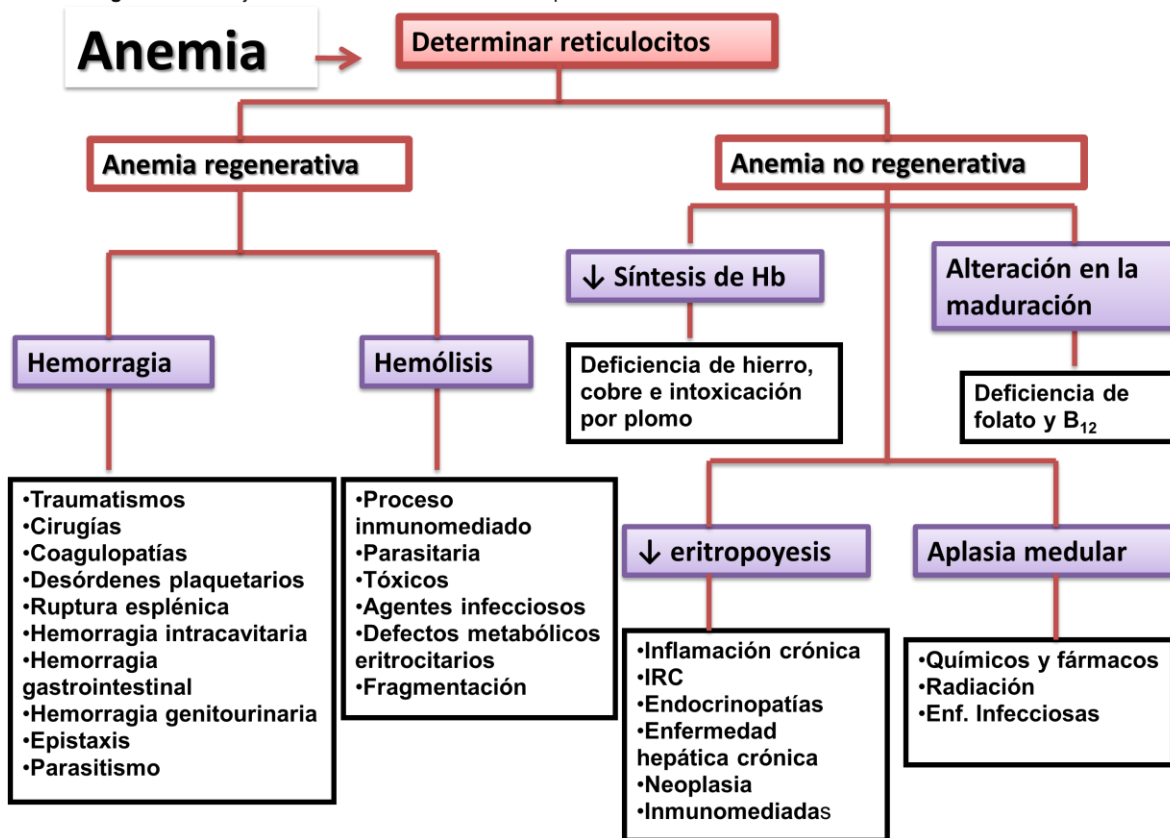 Anemia
Determinar reticulocitos
Anemia regenerativa
Anemia no regenerativa
↓ Síntesis de Hb
Alteración en la
maduración
Hemorragia
Hemólisis
Deficiencia de hierro,
cobre e intoxicación
por plomo
Deficiencia de
folato y B₁₂
•Traumatismos
•Cirugías
•Coagulopatías
•Desórdenes plaquetarios
•Ruptura esplénica
•Hemorragia intracavitaria
•Hemorragia
gastrointestinal
•Hemorragia genitourinaria
•Epistaxis
•Parasitismo
•Proceso
inmunomediado
•Parasitaria
•Tóxicos
•Agentes infecciosos
•Defectos metabólicos
eritrocitarios
•Fragmentación
↓ eritropoyesis
Aplasia medular
•Inflamación crónica
•IRC
•Endocrinopatías
•Enfermedad
hepática crónica
•Neoplasia
•Inmunomediadas
•Químicos y fármacos
•Radiación
•Enf. Infecciosas